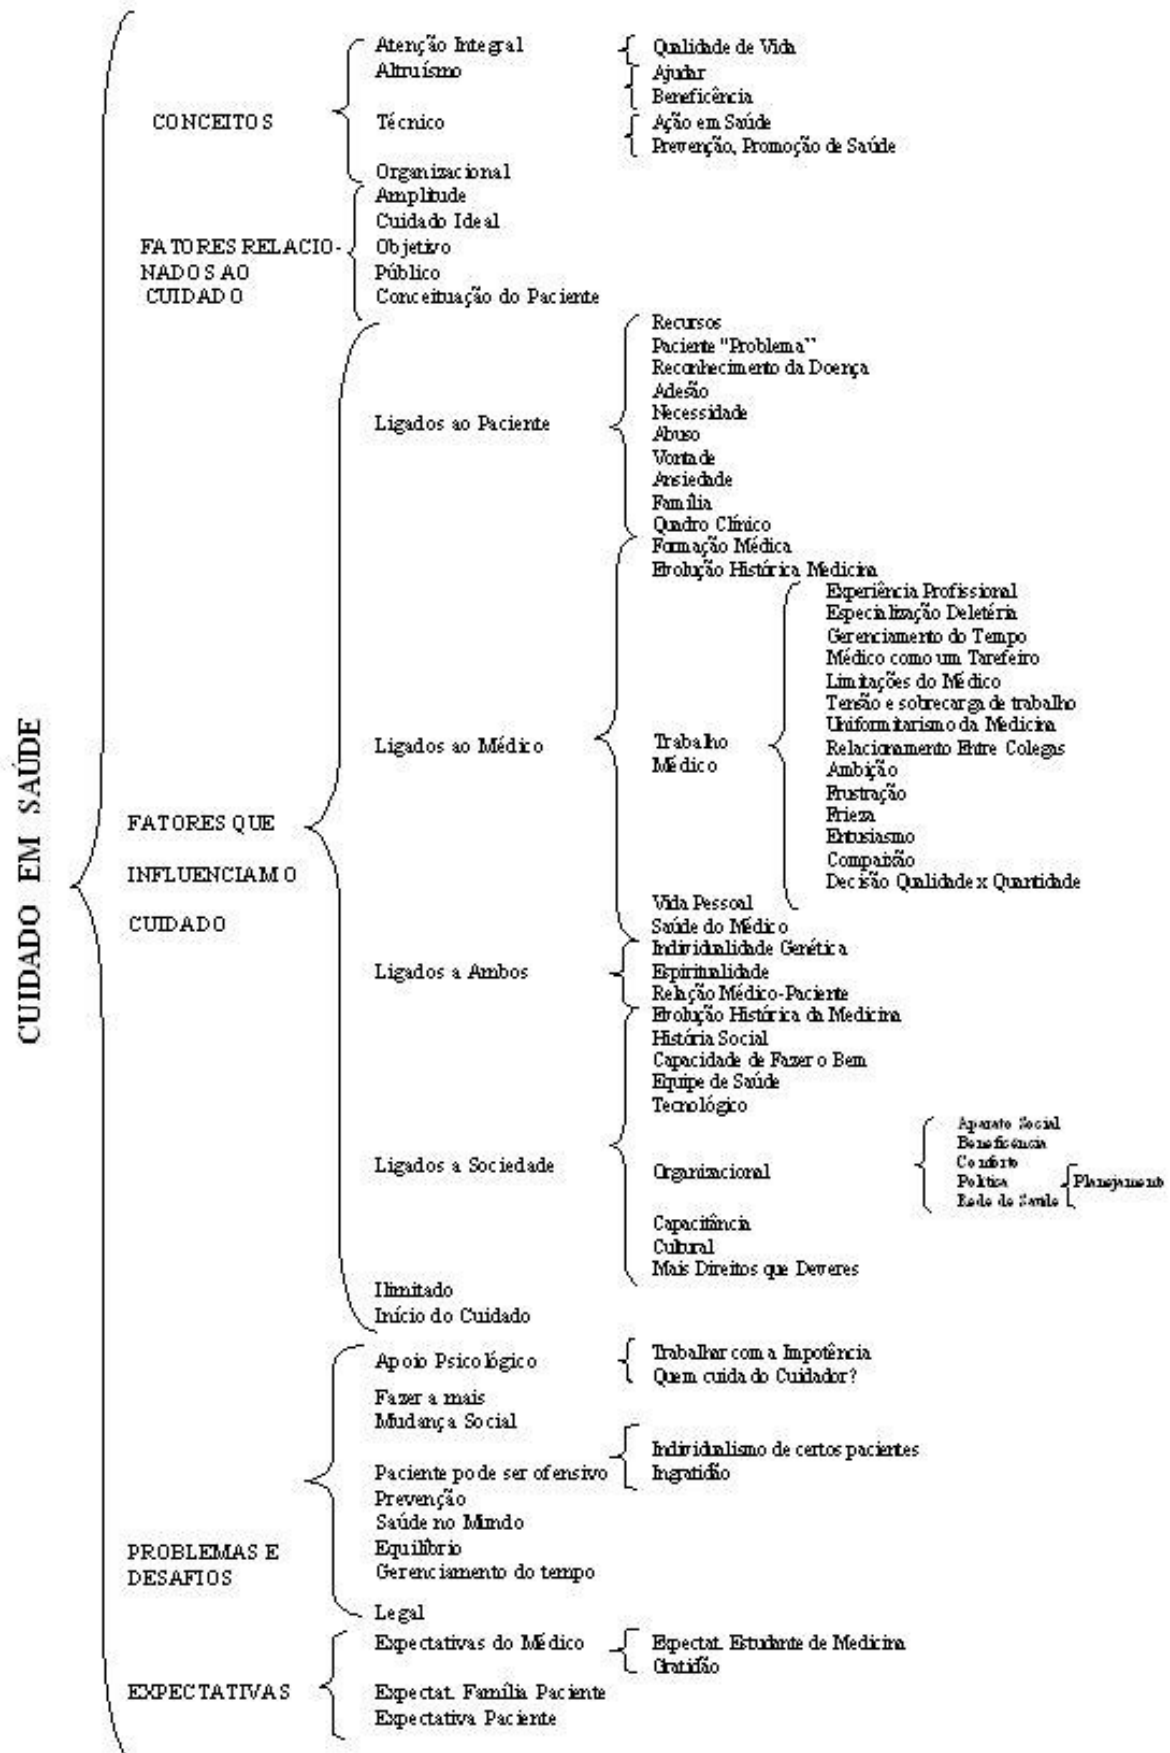 CUIDADO EM SAÚDE
CONCEITOS
Atenção Integral
Qualidade de Vida
Altruísmo
Ajudar
Beneficência
Técnico
Ação em Saúde
Prevenção, Promoção de Saúde
Organizacional
FATORES RELACIO-
NADOS AO
CUIDADO
Amplitude
Cuidado Ideal
Objetivo
Público
Conceituação do Paciente
FATORES QUE
INFLUENCIAM O
CUIDADO
Ligados ao Paciente
Recursos
Paciente "Problema"
Reconhecimento da Doença
Adesão
Necessidade
Abuso
Vontade
Ansiedade
Família
Quadro Clínico
Ligados ao Médico
Formação Médica
Evolução Histórica Medicina
Trabalho
Médico
Experiência Profissional
Especialização Deletéria
Gerenciamento do Tempo
Médico como um Tarefeiro
Limitações do Médico
Tensão e sobrecarga de trabalho
Uniformitarismo da Medicina
Relacionamento Entre Colegas
Ambição
Frustração
Frieza
Entusiasmo
Compaixão
Decisão Qualidade x Quantidade
Vida Pessoal
Saúde do Médico
Ligados a Ambos
Individualidade Genética
Espiritualidade
Relação Médico-Paciente
Ligados a Sociedade
Evolução Histórica da Medicina
História Social
Capacidade de Fazer o Bem
Equipe de Saúde
Tecnológico
Organizacional
Aparato Social
Beneficência
Conforto
Política
Rede de Saúde
Planejamento
Capacitância
Cultural
Mais Direitos que Deveres
Ilimitado
Início do Cuidado
PROBLEMAS E
DESAFIOS
Apoio Psicológico
Trabalhar com a Impotência
Quem cuida do Cuidador?
Fazer a mais
Mudança Social
Paciente pode ser ofensivo
Individualismo de certos pacientes
Ingratidão
Prevenção
Saúde no Mundo
Equilíbrio
Gerenciamento do tempo
Legal
EXPECTATIVAS
Expectativas do Médico
Expectat. Estudante de Medicina
Gratidão
Expectat. Família Paciente
Expectativa Paciente